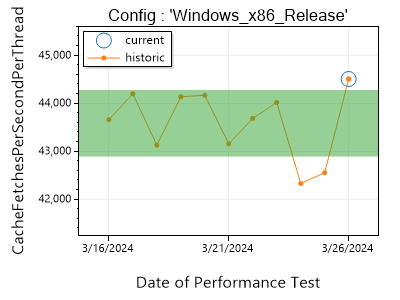 Config : 'Windows_x86_Release'
CacheFetchesPerSecondPerThread
current
historic
45,000
44,000
43,000
42,000
3/16/2024
3/21/2024
3/26/2024
Date of Performance Test